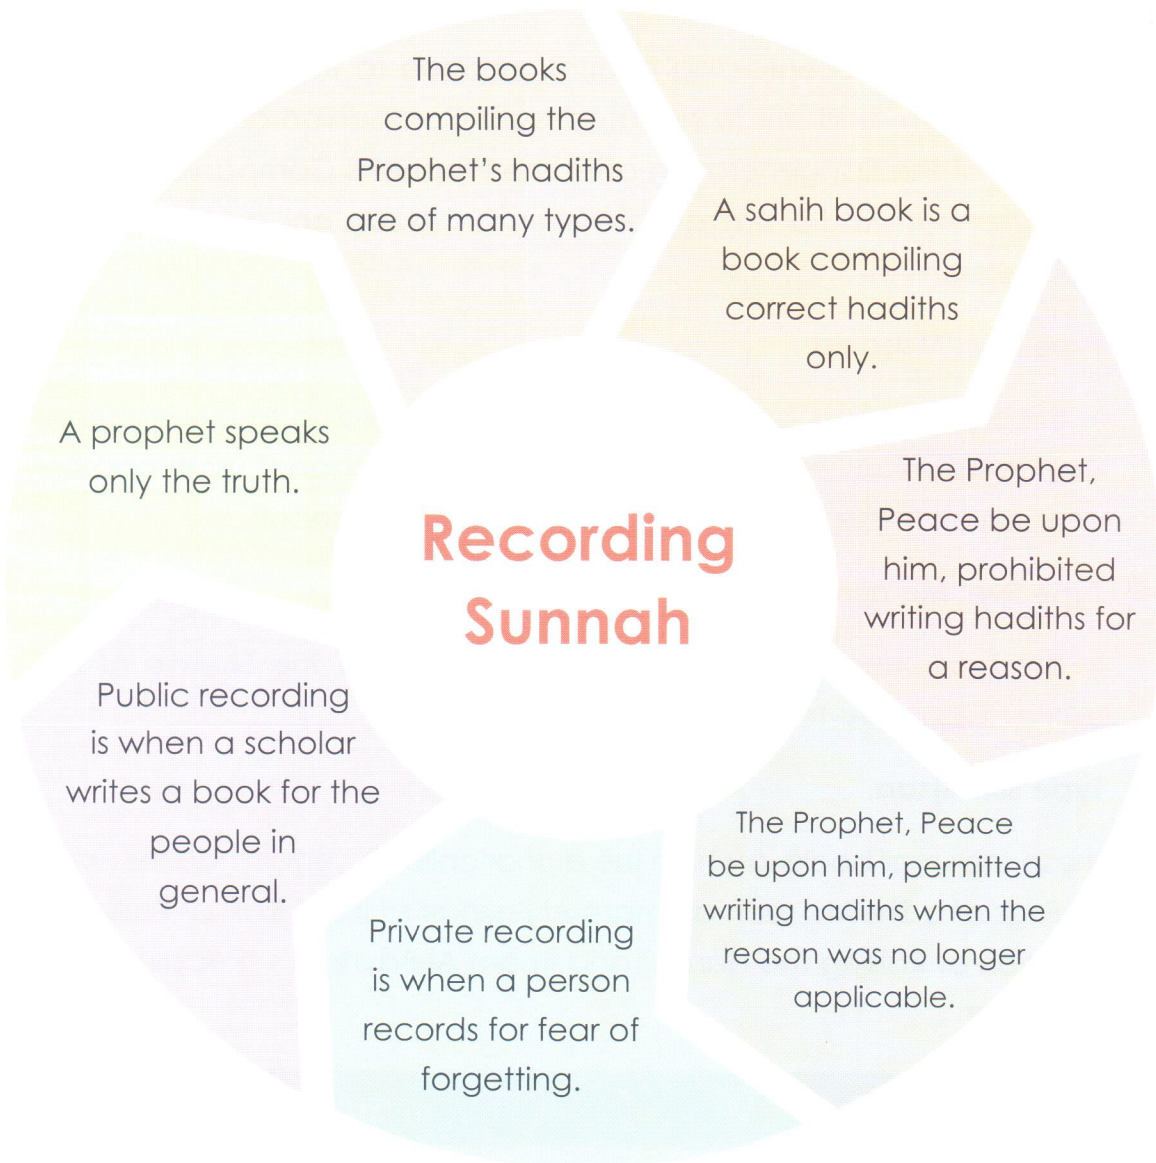 The books
compiling the
Prophet's hadiths
are of many types.
A sahih book is a
book compiling
correct hadiths
only.
The Prophet,
Peace be upon
him, prohibited
writing hadiths for
a reason.
The Prophet, Peace
be upon him, permitted
writing hadiths when the
reason was no longer
applicable.
Private recording
is when a person
records for fear of
forgetting.
Public recording
is when a scholar
writes a book for the
people in
general.
A prophet speaks
only the truth.
Recording
Sunnah